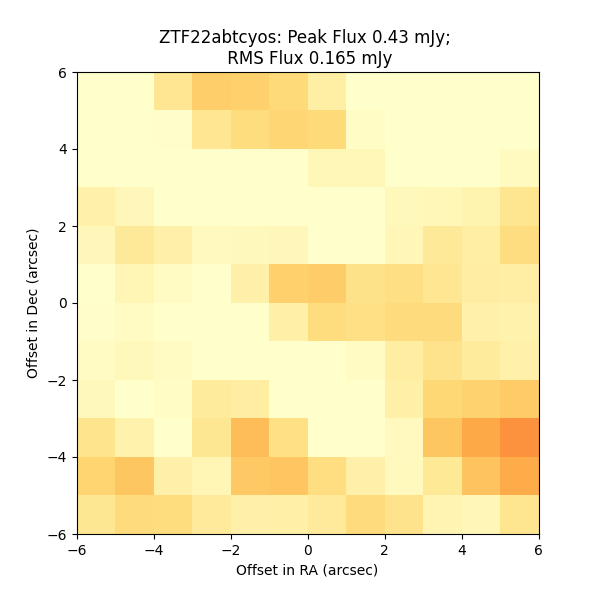 ZTF22abtcyos: Peak Flux 0.43 mJy;
RMS Flux 0.165 mJy
6
4
2
0
−2
−4
−6
Offset in Dec (arcsec)
−6 −4 −2 0 2 4 6
Offset in RA (arcsec)